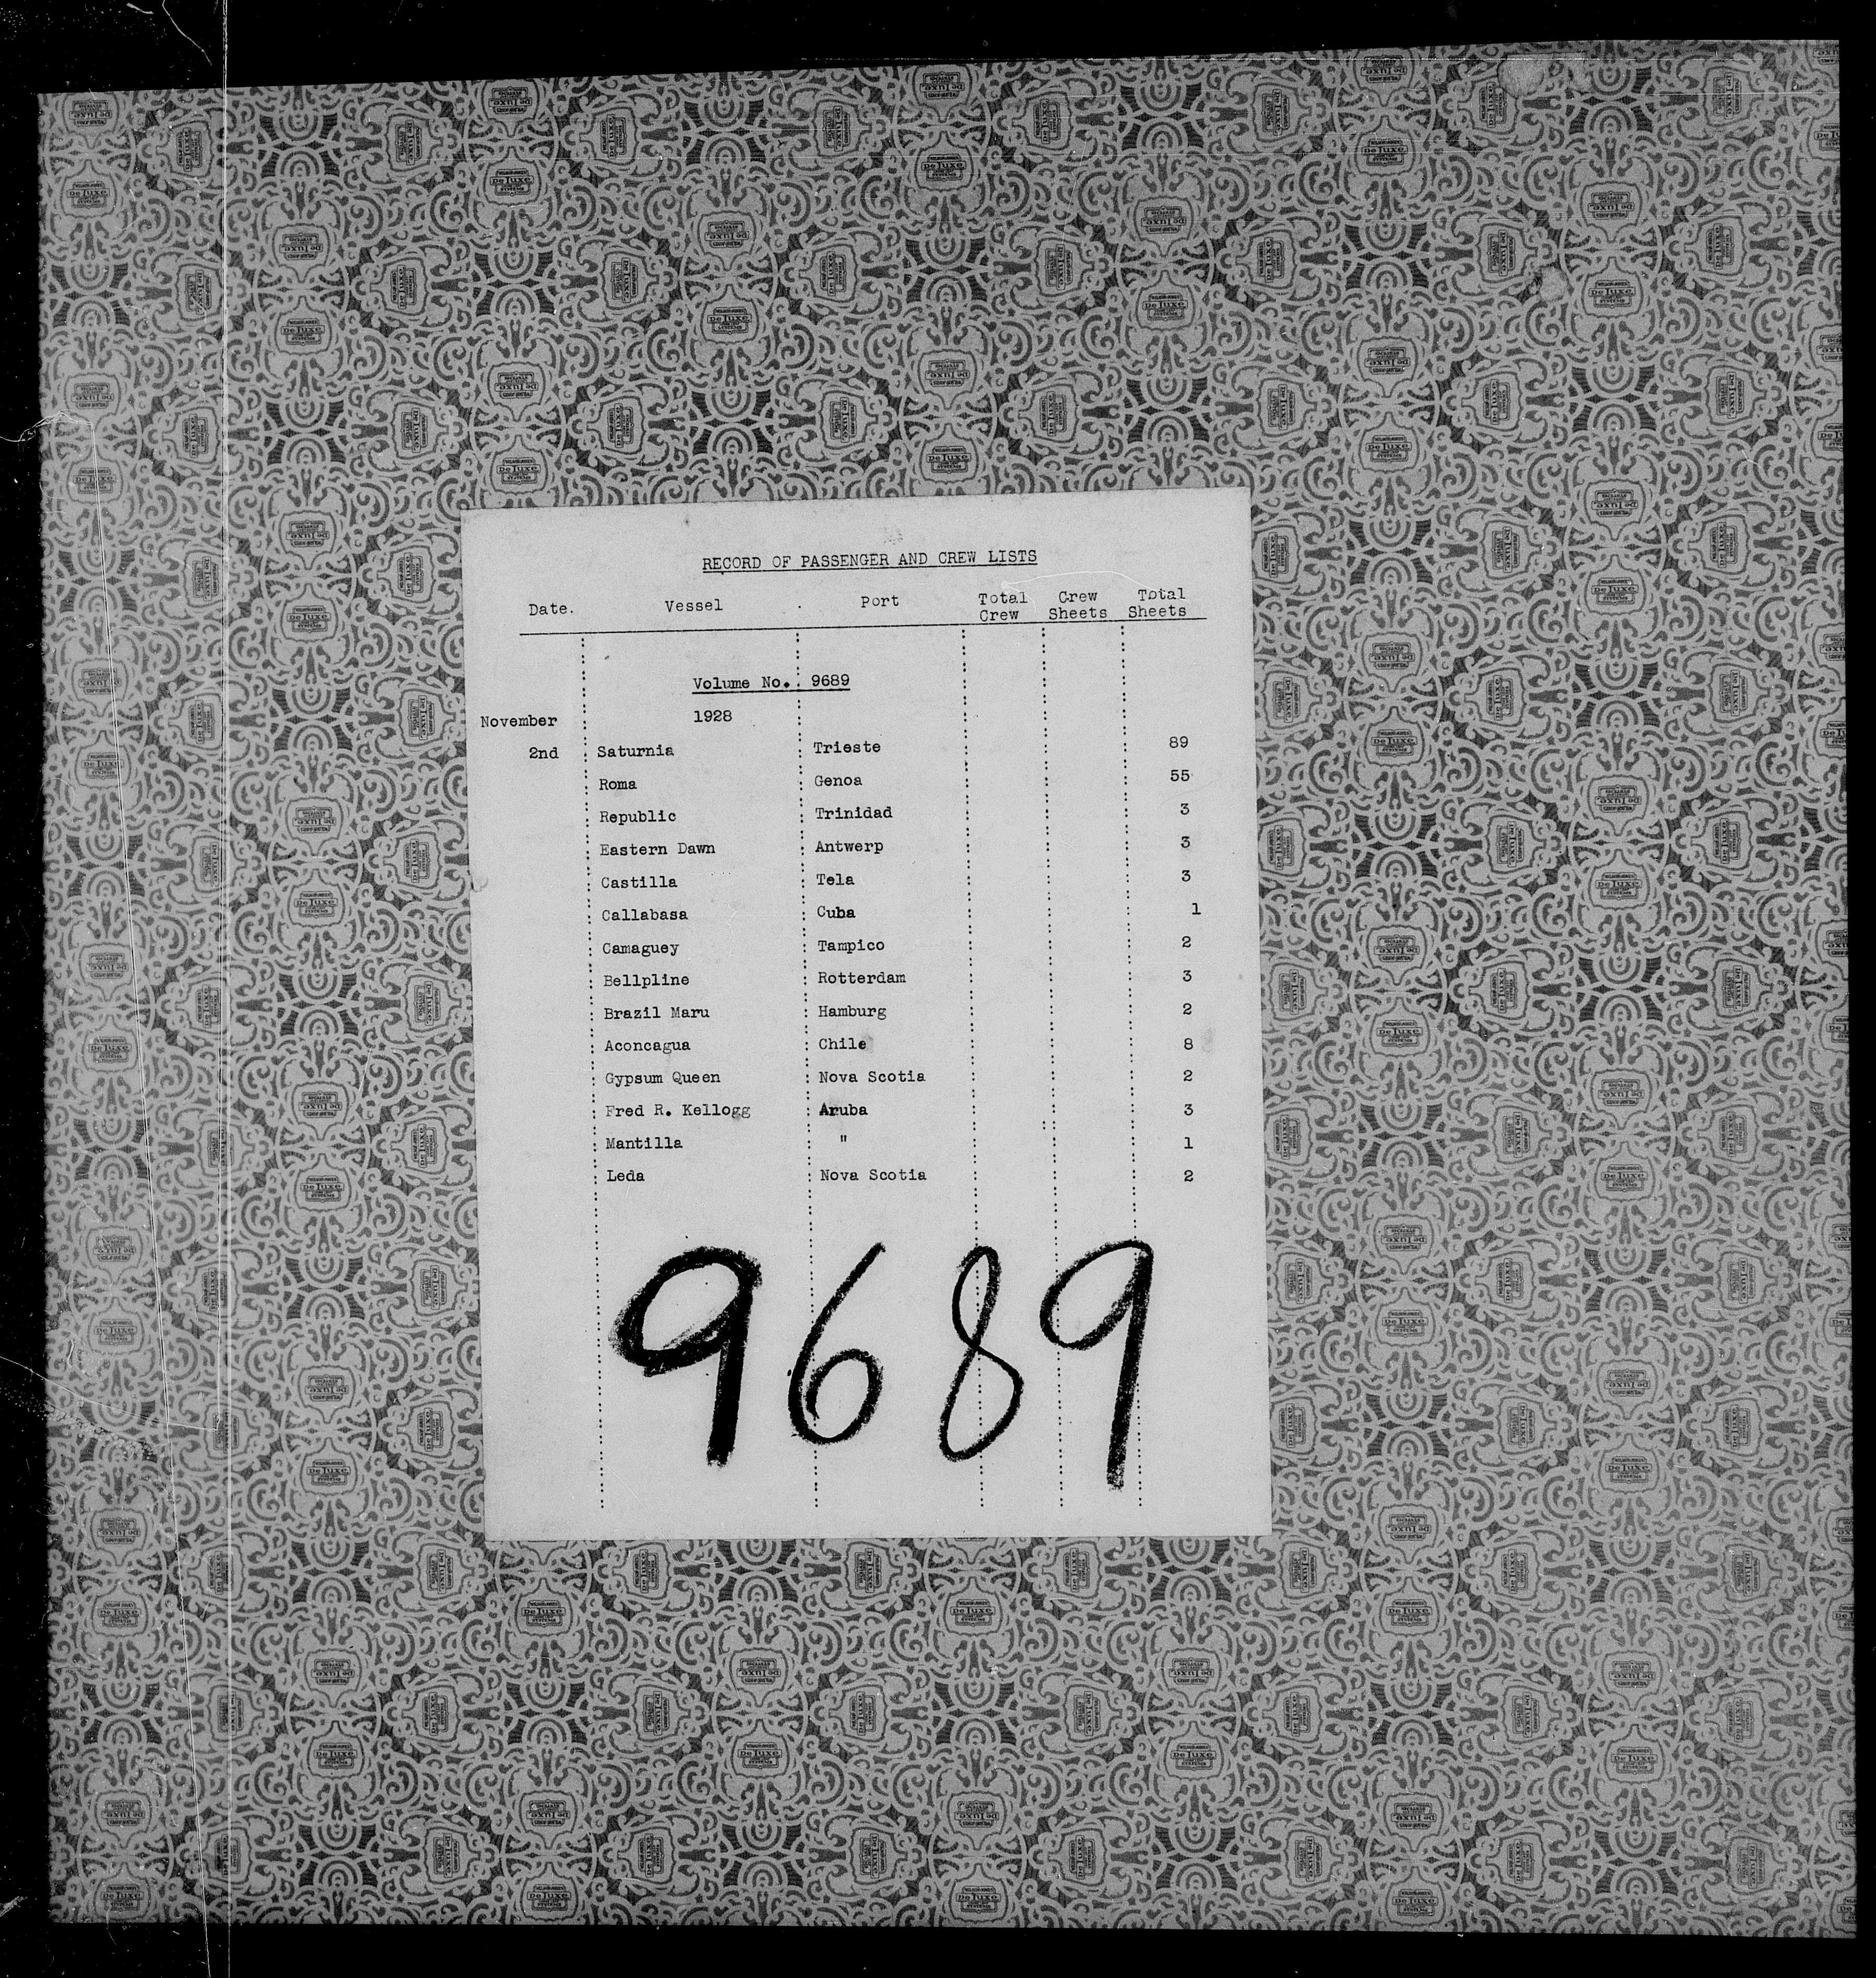 RECORD OF PASSENGER AND CREW LISTS
Date. Vessel . Port Total Crew Crew Sheets Total Sheets
Volume No. 9689
November 1928
2nd Saturnia Trieste 89
Roma Genoa 55
Republic Trinidad 3
Eastern Dawn Antwerp 3
Castilla Tela 3
Callabasa Cuba 1
Camaguey Tampico 2
Bellpline Rotterdam 3
Brazil Maru Hamburg 2
Aconcagua Chile 8
Gypsum Queen Nova Scotia 2
Fred R. Kellogg Aruba 3
Mantilla " 1
Leda Nova Scotia 2
9689
De Luxe